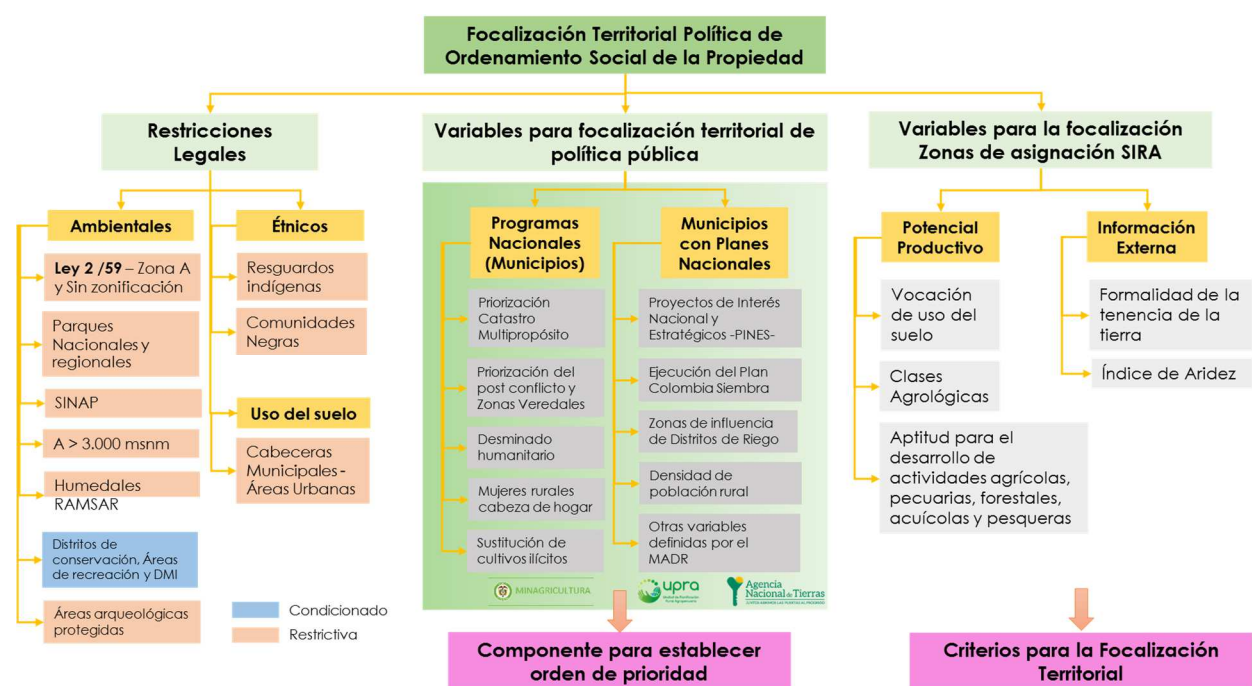 Focalización Territorial Política de
Ordenamiento Social de la Propiedad
Restricciones
Legales
Ambientales
Ley 2 /59 – Zona A
y Sin zonificación
Parques
Nacionales y
regionales
SINAP
A > 3.000 msnm
Humedales
RAMSAR
Distritos de
conservación, Áreas
de recreación y DMI
Áreas arqueológicas
protegidas
Étnicos
Resguardos
indígenas
Comunidades
Negras
Uso del suelo
Cabeceras
Municipales -
Áreas Urbanas
Condicionado
Restrictiva
Variables para focalización territorial de
política pública
Programas
Nacionales
(Municipios)
Priorización
Catastro
Multipropósito
Priorización del
post conflicto y
Zonas Veredales
Desminado
humanitario
Mujeres rurales
cabeza de hogar
Sustitución de
cultivos ilícitos
Municipios
con Planes
Nacionales
Proyectos de Interés
Nacional y
Estratégicos -PINES-
Ejecución del Plan
Colombia Siembra
Zonas de influencia
de Distritos de Riego
Densidad de
población rural
Otras variables
definidas por el
MADR
MINAGRICULTURA
upra
Agencia
Nacional de Tierras
Componente para establecer
orden de prioridad
Variables para la focalización
Zonas de asignación SIRA
Potencial
Productivo
Vocación
de uso del
suelo
Clases
Agrológicas
Aptitud para el
desarrollo de
actividades agrícolas,
pecuarias, forestales,
acuícolas y pesqueras
Información
Externa
Formalidad de la
tenencia de la
tierra
Índice de Aridez
Criterios para la Focalización
Territorial